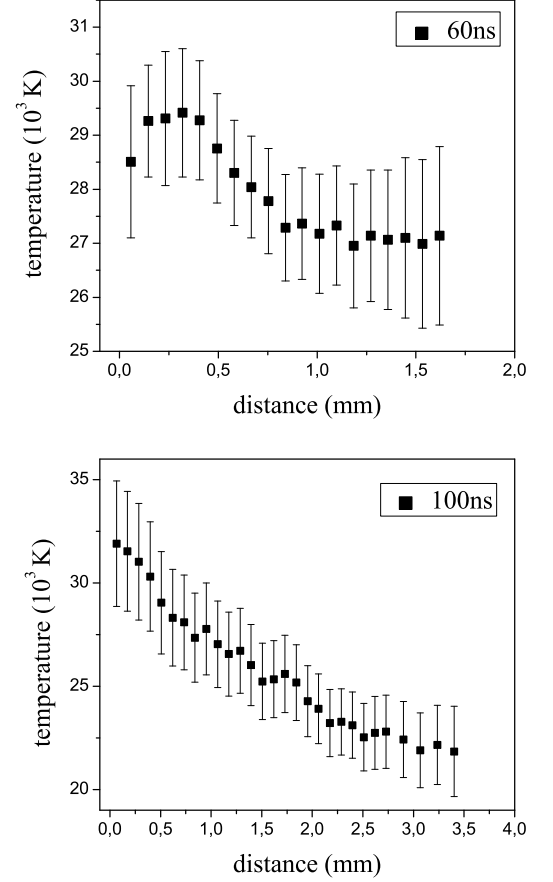 31
60ns
30
29
28
27
26
25
temperature (10³ K)
0,0 0,5 1,0 1,5 2,0
distance (mm)
35
100ns
30
25
20
temperature (10³ K)
0,0 0,5 1,0 1,5 2,0 2,5 3,0 3,5 4,0
distance (mm)